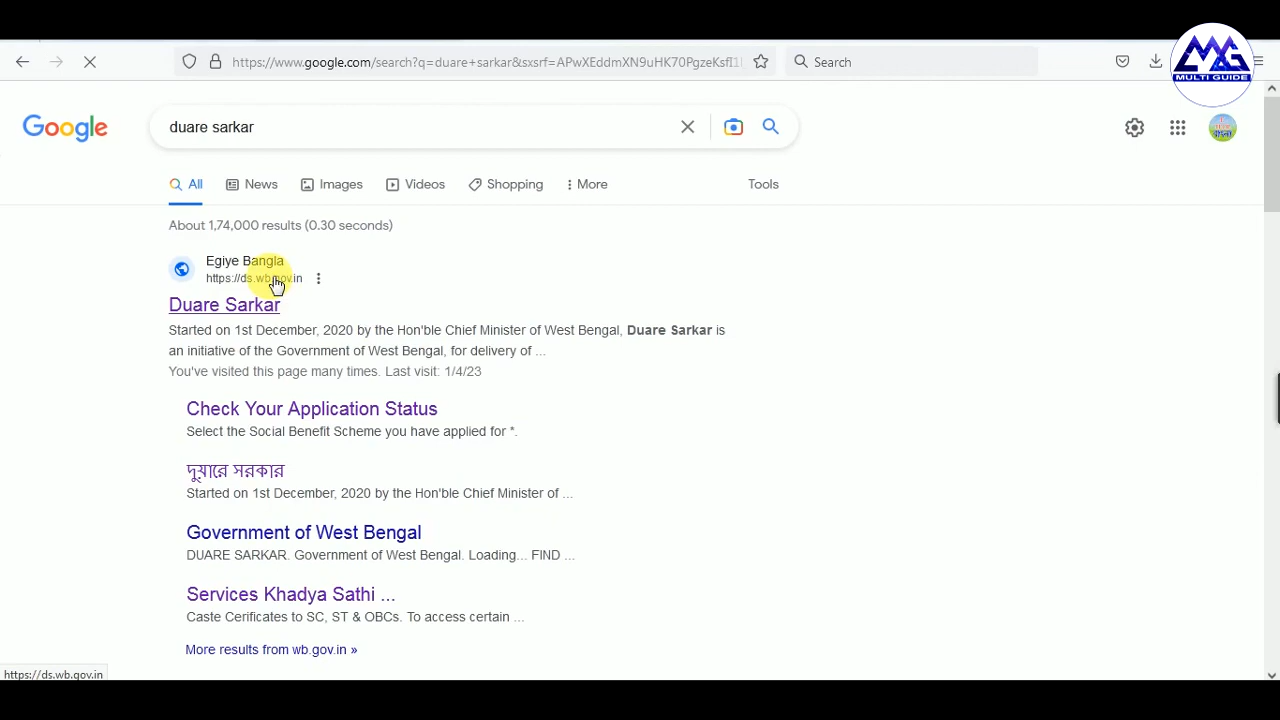 https://www.google.com/search?q=duare+sarkar
Search
MULTI GUIDE
Google
duare sarkar
All
News
Images
Videos
Shopping
More
Tools
About 1,74,000 results (0.30 seconds)
Egiye Bangla
https://ds.wb.gov.in
Duare Sarkar
Started on 1st December, 2020 by the Hon'ble Chief Minister of West Bengal, Duare Sarkar is
an initiative of the Government of West Bengal, for delivery of ...
You've visited this page many times. Last visit: 1/4/23
Check Your Application Status
Select the Social Benefit Scheme you have applied for *.
দুয়ারে সরকার
Started on 1st December, 2020 by the Hon'ble Chief Minister of ...
Government of West Bengal
DUARE SARKAR. Government of West Bengal. Loading... FIND ...
Services Khadya Sathi ...
Caste Cerificates to SC, ST & OBCs. To access certain ...
More results from wb.gov.in »
https://ds.wb.gov.in